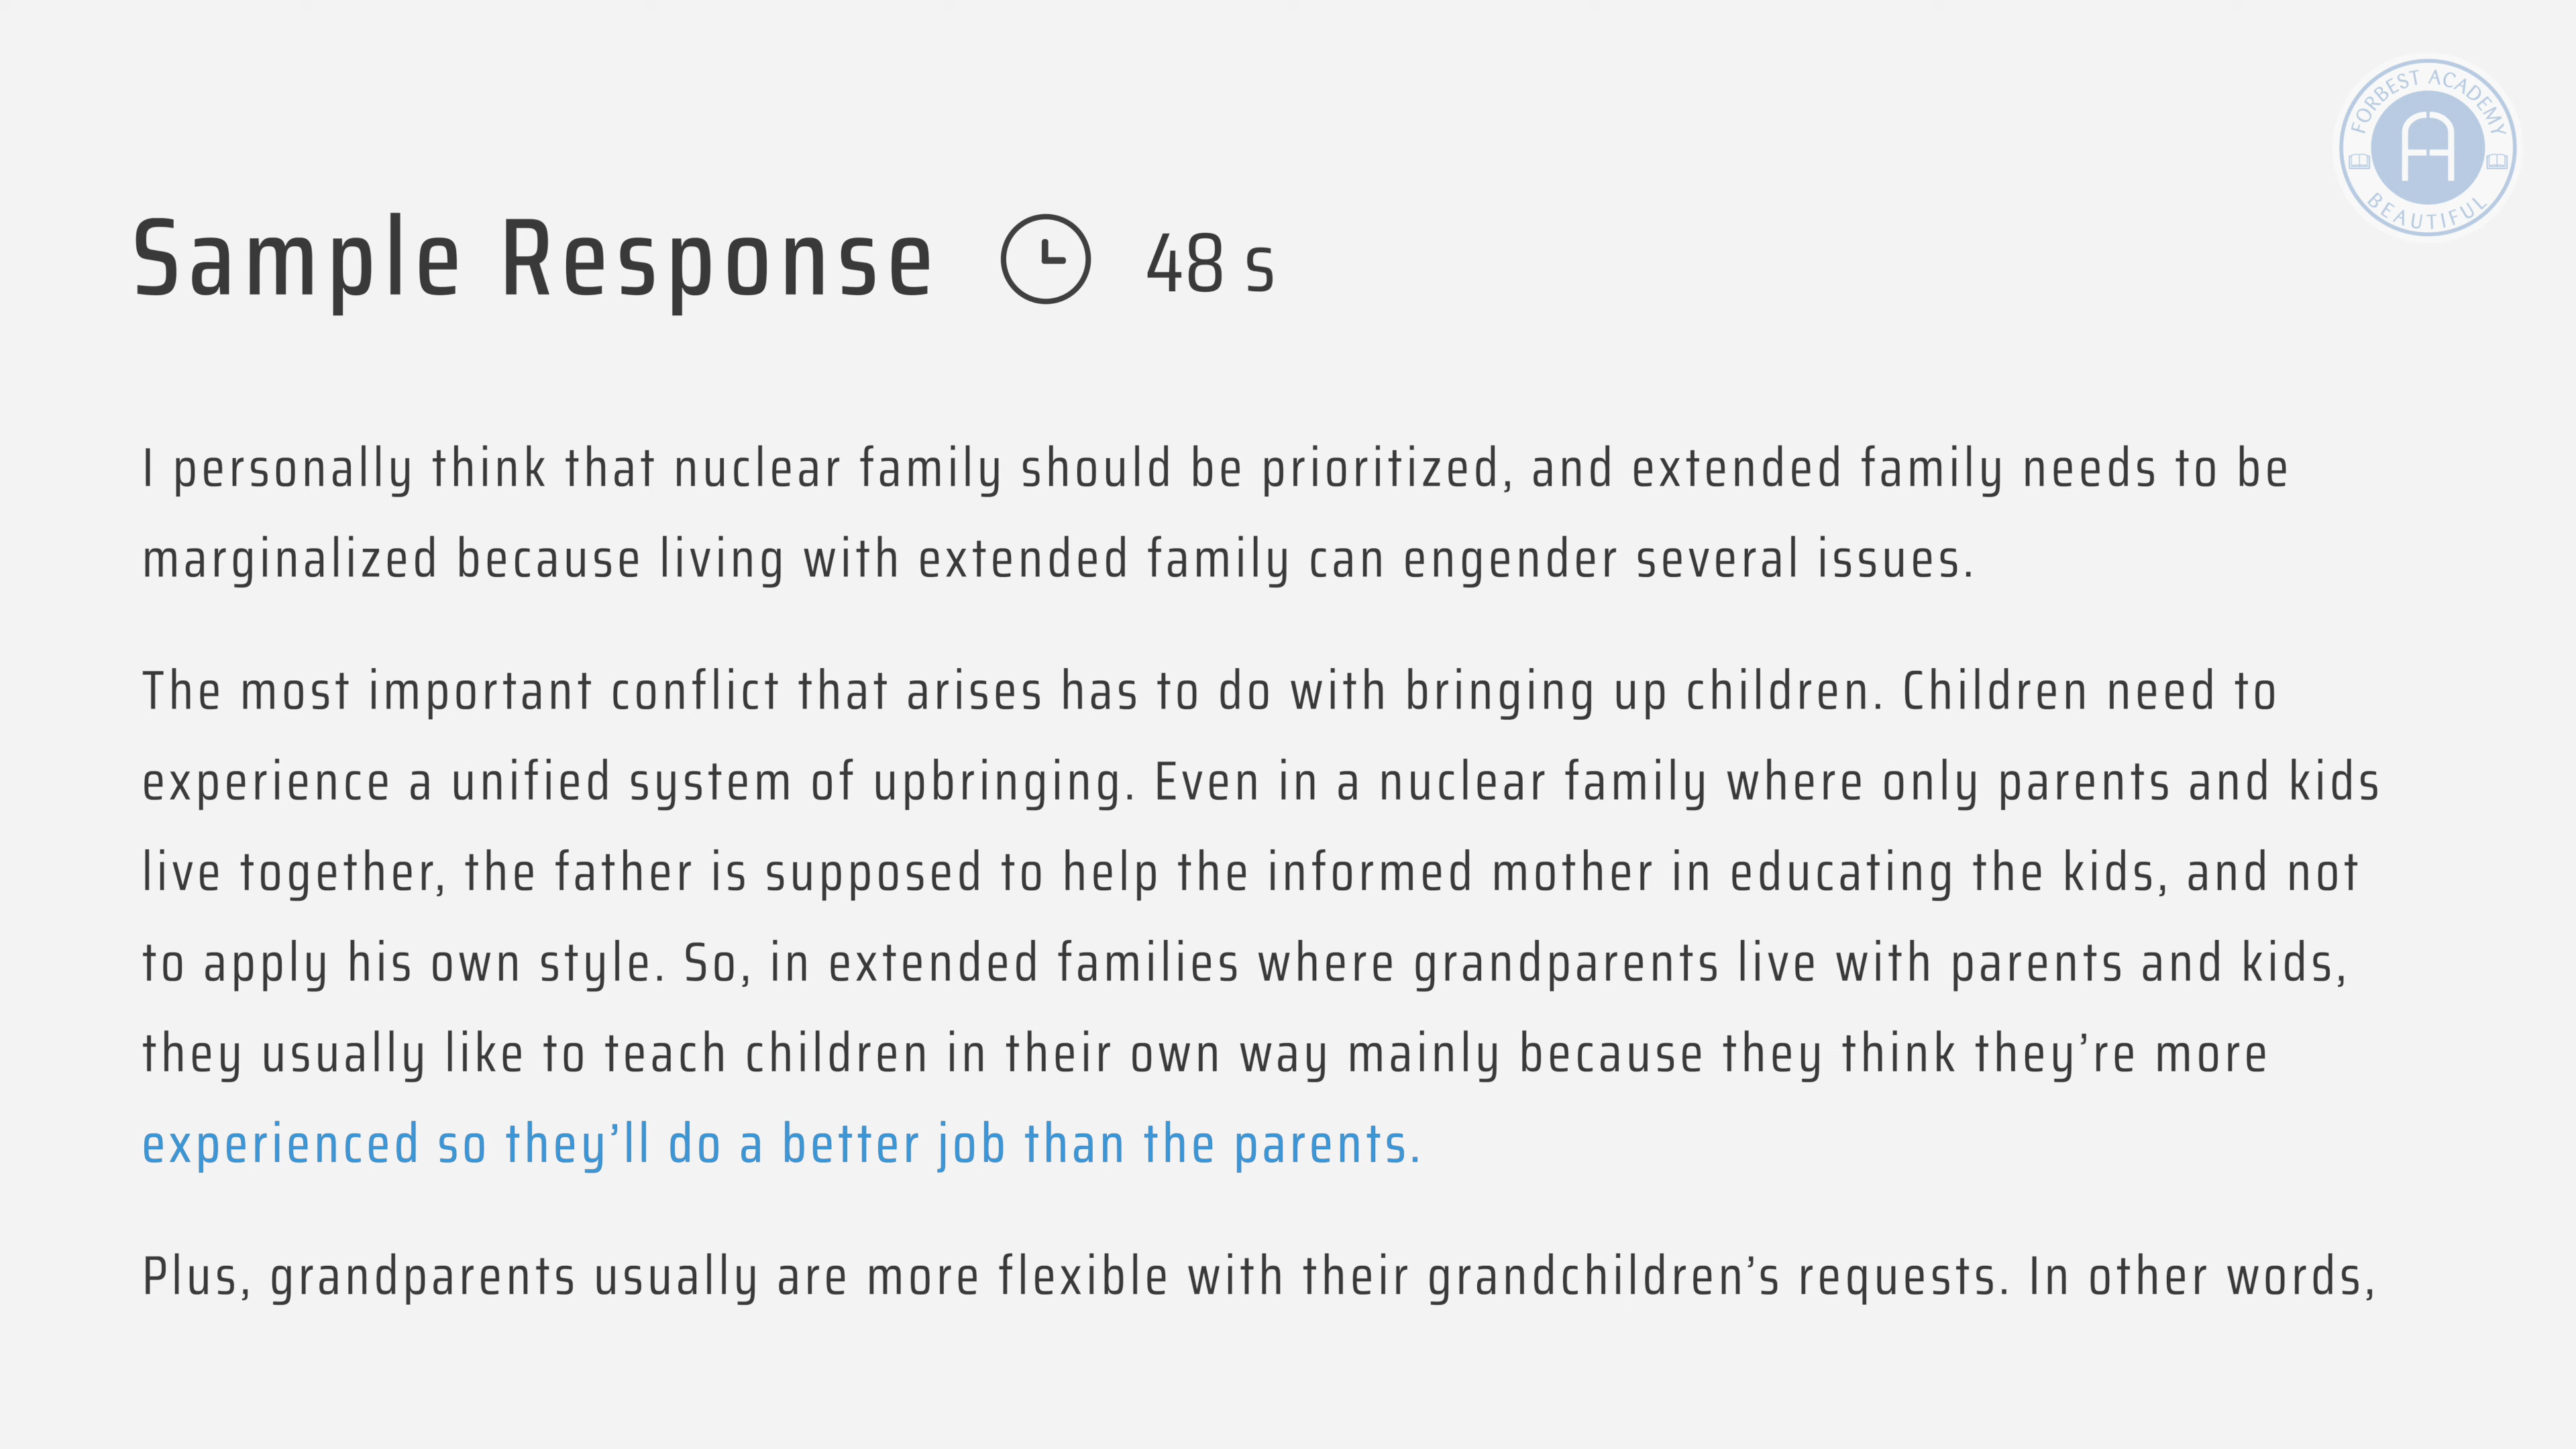 FORBEST ACADEMY
A
BEAUTIFUL
Sample Response 48 s
I personally think that nuclear family should be prioritized, and extended family needs to be
marginalized because living with extended family can engender several issues.
The most important conflict that arises has to do with bringing up children. Children need to
experience a unified system of upbringing. Even in a nuclear family where only parents and kids
live together, the father is supposed to help the informed mother in educating the kids, and not
to apply his own style. So, in extended families where grandparents live with parents and kids,
they usually like to teach children in their own way mainly because they think they’re more
experienced so they’ll do a better job than the parents.
Plus, grandparents usually are more flexible with their grandchildren’s requests. In other words,